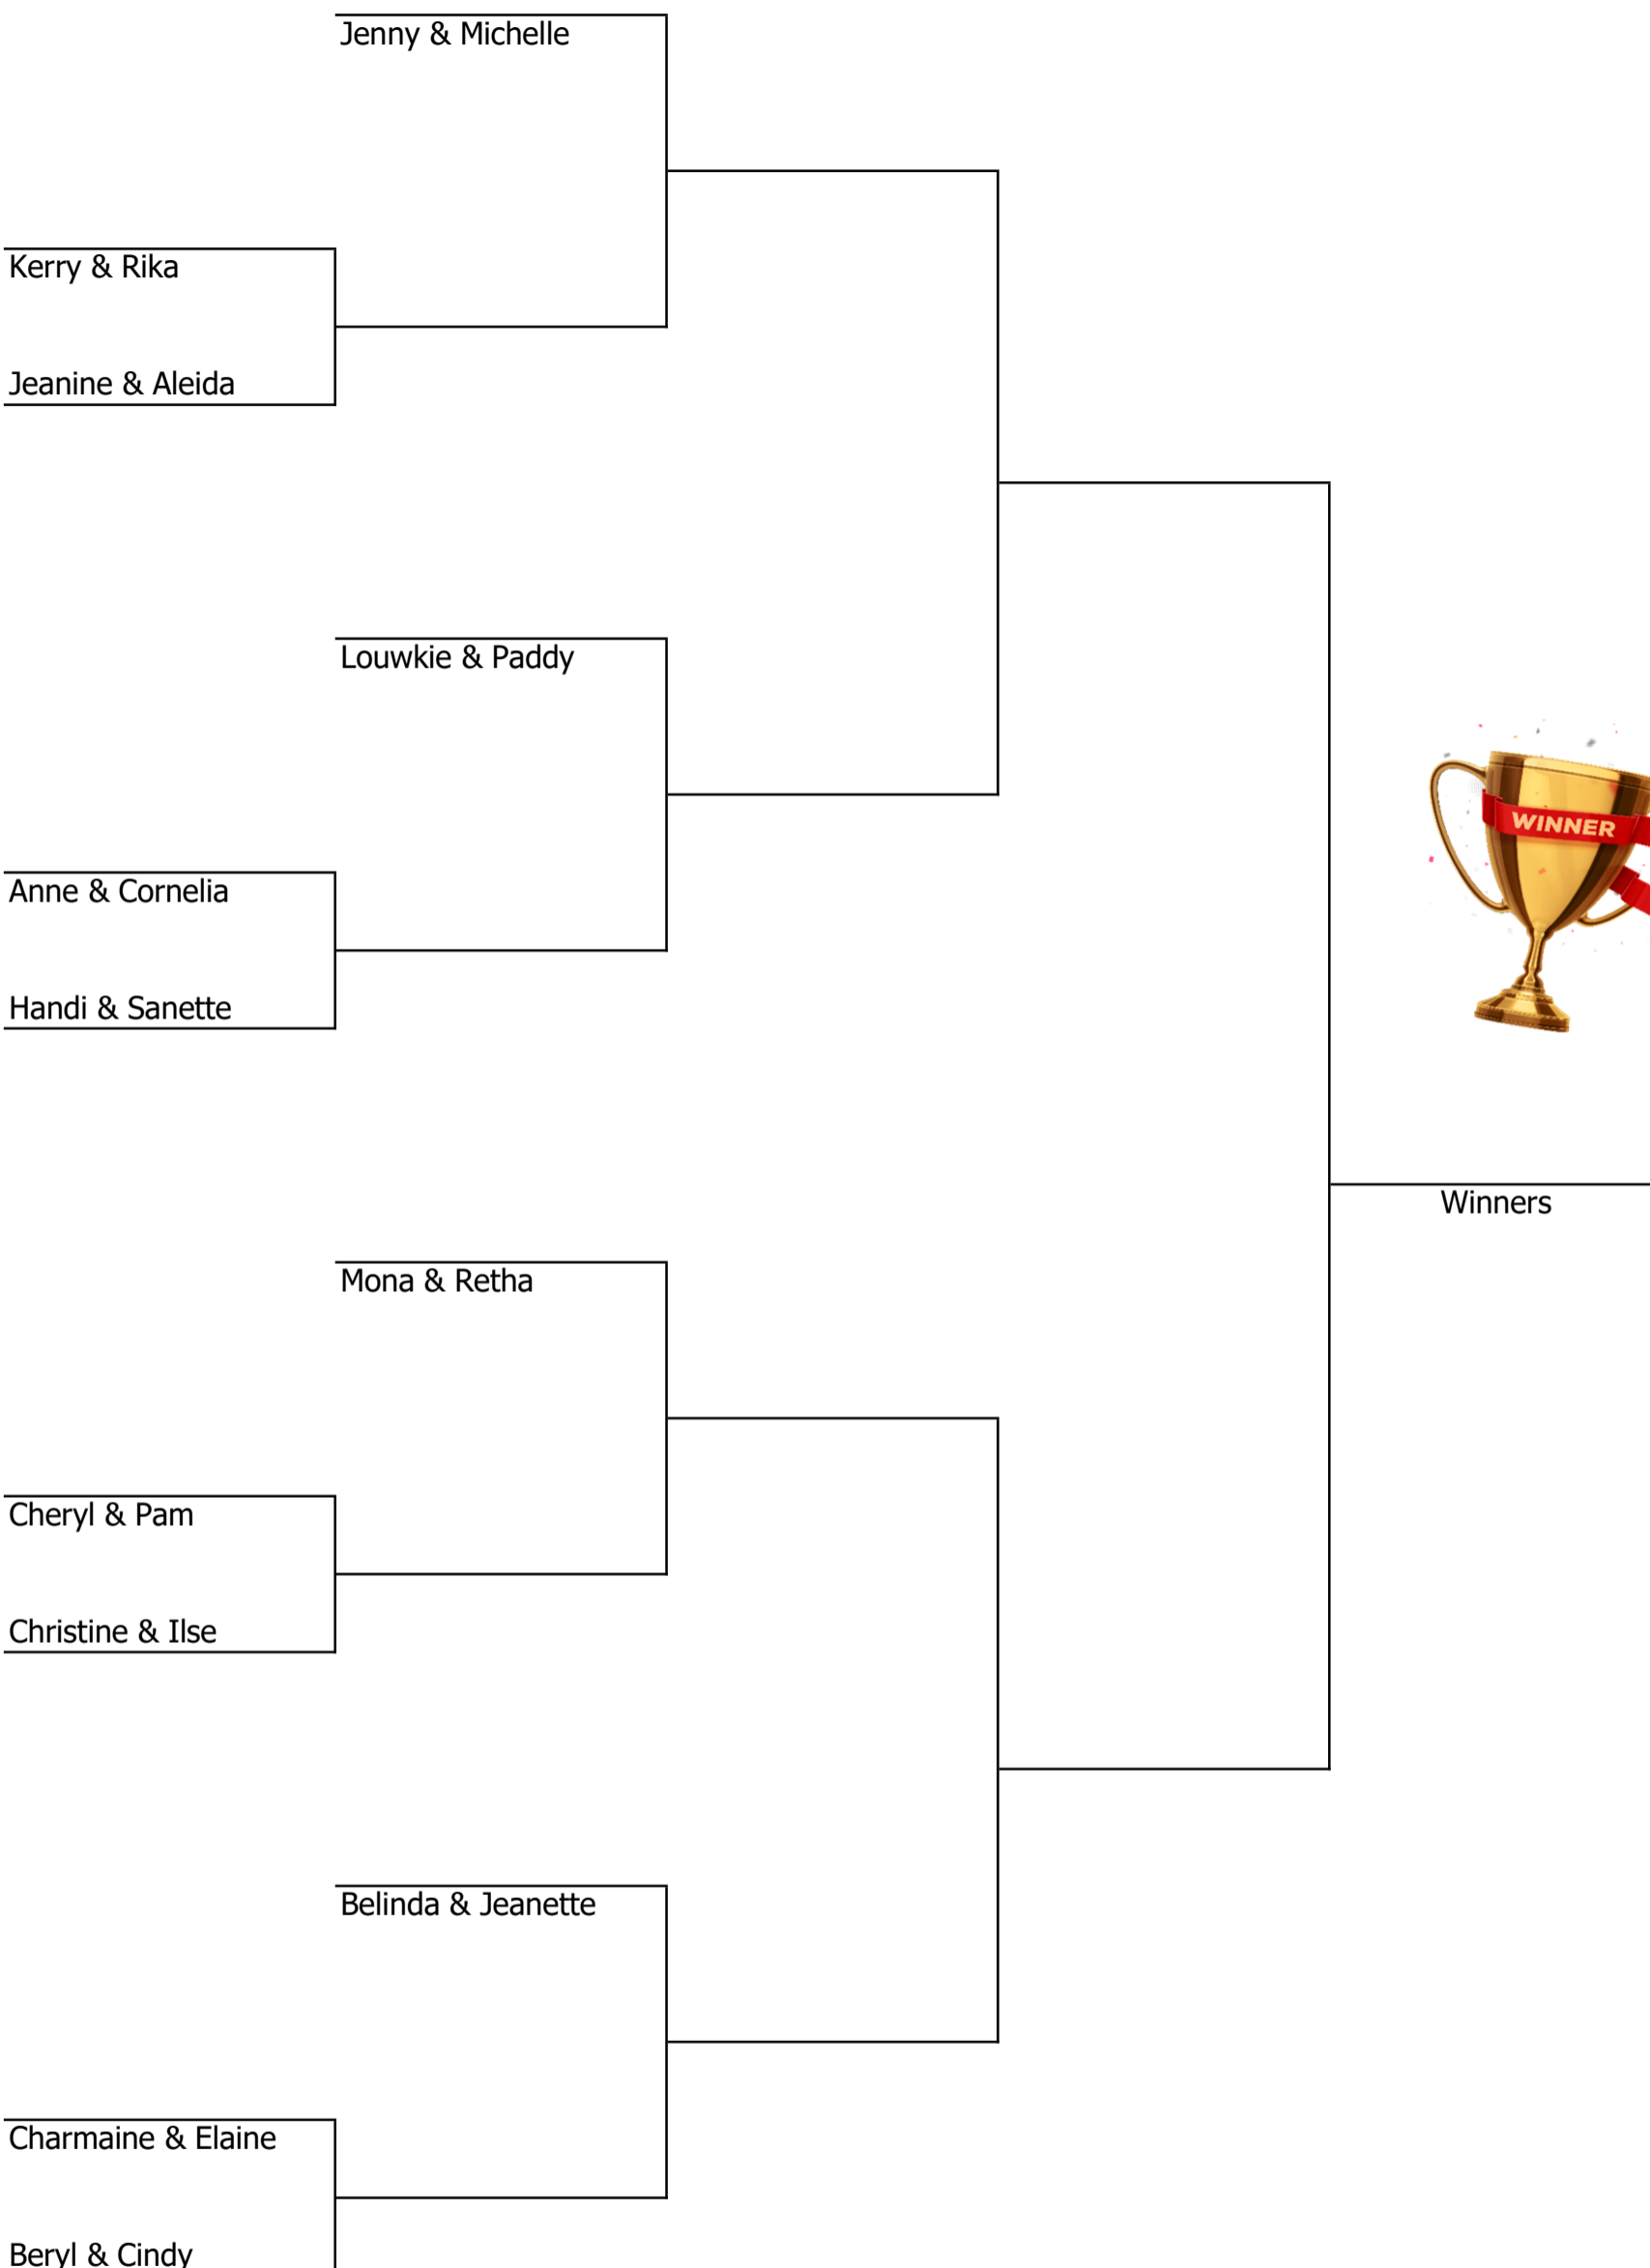 Jenny & Michelle
Kerry & Rika
Jeanine & Aleida
Louwkie & Paddy
WINNER
Anne & Cornelia
Handi & Sanette
Winners
Mona & Retha
Cheryl & Pam
Christine & Ilse
Belinda & Jeanette
Charmaine & Elaine
Beryl & Cindy